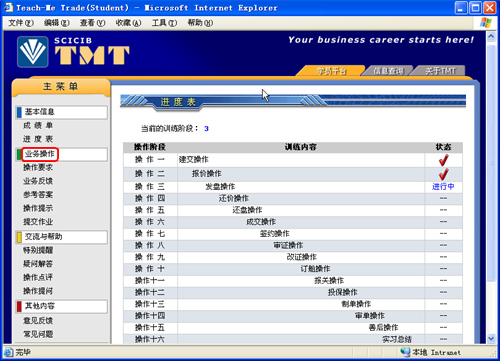 Teach-Me Trade(Student) - Microsoft Internet Explorer
文件(F) 编辑(E) 查看(V) 收藏(A) 工具(T) 帮助(H)
SCICIB
TMT
Your business career starts here!
学员平台 信息查询 关于TMT
主菜单
基本信息
成绩单
进度表
业务操作
操作要求
业务反馈
参考答案
操作提示
提交作业
交流与帮助
特别提醒
疑问解答
操作点评
操作提问
其他内容
意见反馈
常见问题
进度表
当前的训练阶段: 3
操作阶段 训练内容 状态
操作一 建交操作
操作二 报价操作
操作三 发盘操作 进行中
操作四 还价操作 --
操作五 还盘操作 --
操作六 成交操作 --
操作七 签约操作 --
操作八 审证操作 --
操作九 改证操作 --
操作十 订舱操作 --
操作十一 报关操作 --
操作十二 投保操作 --
操作十三 制单操作 --
操作十四 审单操作 --
操作十五 善后操作 --
操作十六 实习总结 --
完毕 本地 Intranet